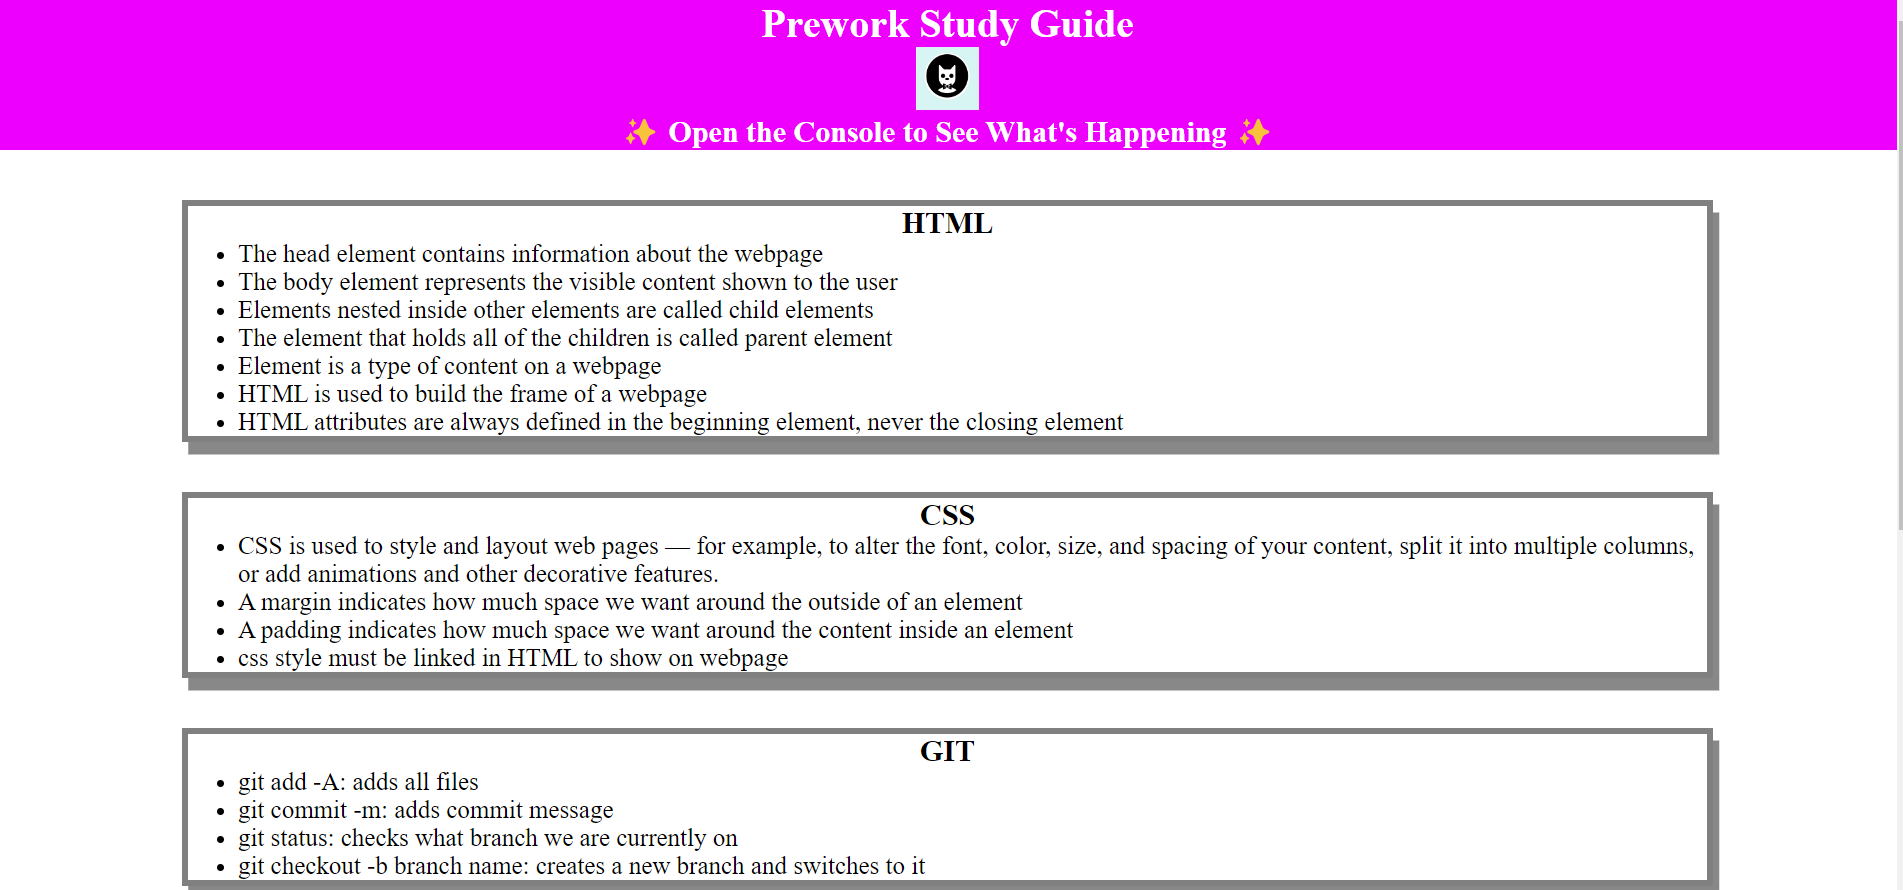 Prework Study Guide
✨ Open the Console to See What's Happening ✨
HTML
The head element contains information about the webpage
The body element represents the visible content shown to the user
Elements nested inside other elements are called child elements
The element that holds all of the children is called parent element
Element is a type of content on a webpage
HTML is used to build the frame of a webpage
HTML attributes are always defined in the beginning element, never the closing element
CSS
CSS is used to style and layout web pages — for example, to alter the font, color, size, and spacing of your content, split it into multiple columns,
or add animations and other decorative features.
A margin indicates how much space we want around the outside of an element
A padding indicates how much space we want around the content inside an element
css style must be linked in HTML to show on webpage
GIT
git add -A: adds all files
git commit -m: adds commit message
git status: checks what branch we are currently on
git checkout -b branch name: creates a new branch and switches to it